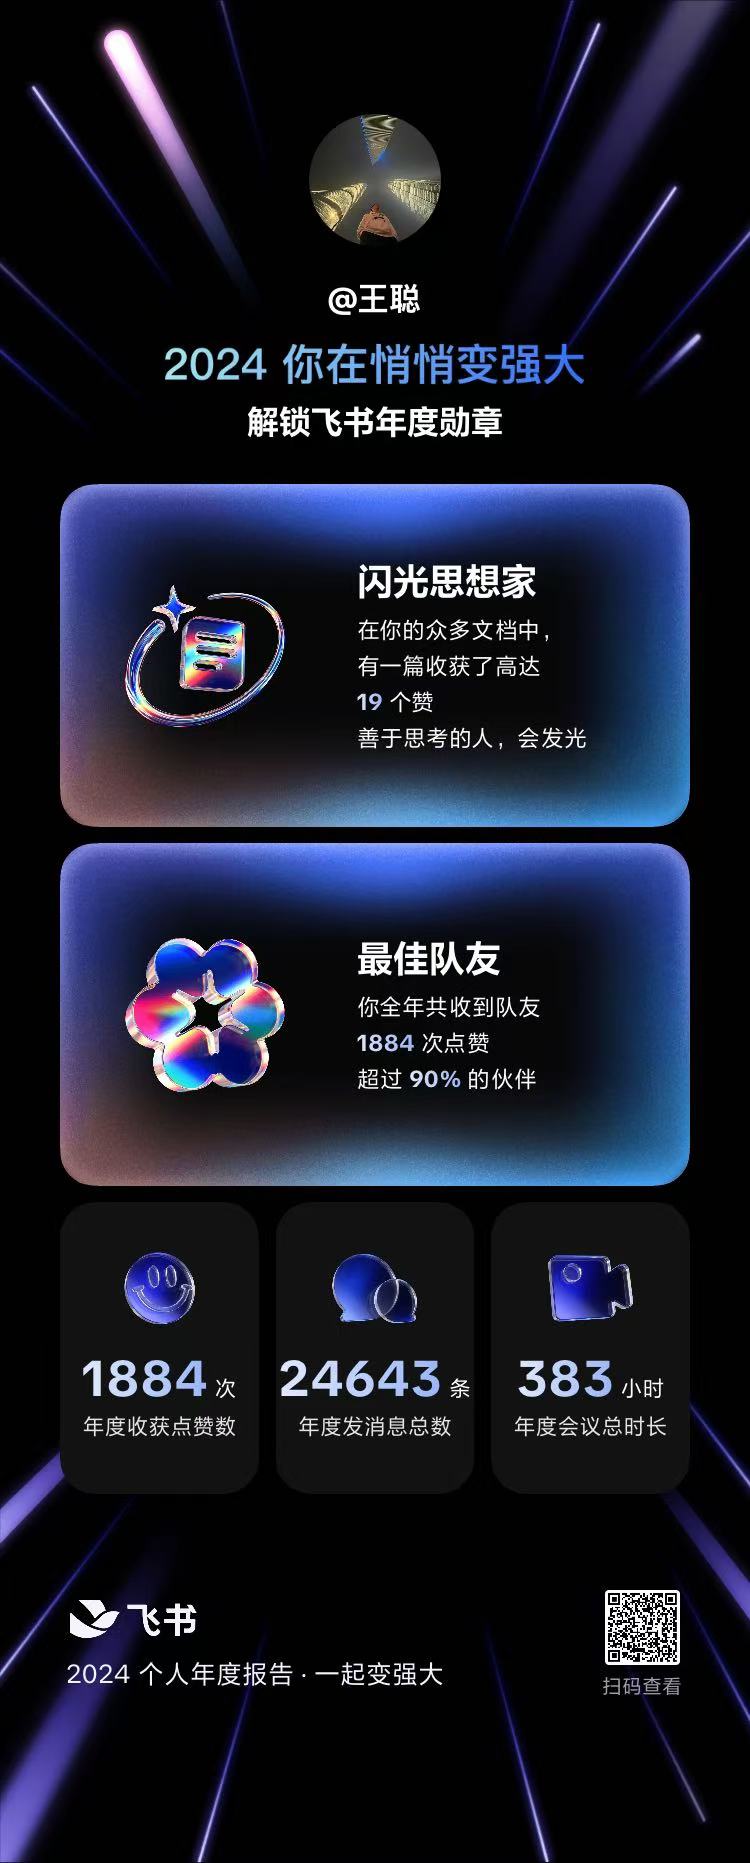 @王聪
2024 你在悄悄变强大
解锁飞书年度勋章
闪光思想家
在你的众多文档中，
有一篇收获了高达
19 个赞
善于思考的人，会发光
最佳队友
你全年共收到队友
1884 次点赞
超过 90% 的伙伴
1884 次
年度收获点赞数
24643 条
年度发消息总数
383 小时
年度会议总时长
飞书
2024 个人年度报告 · 一起变强大
扫码查看